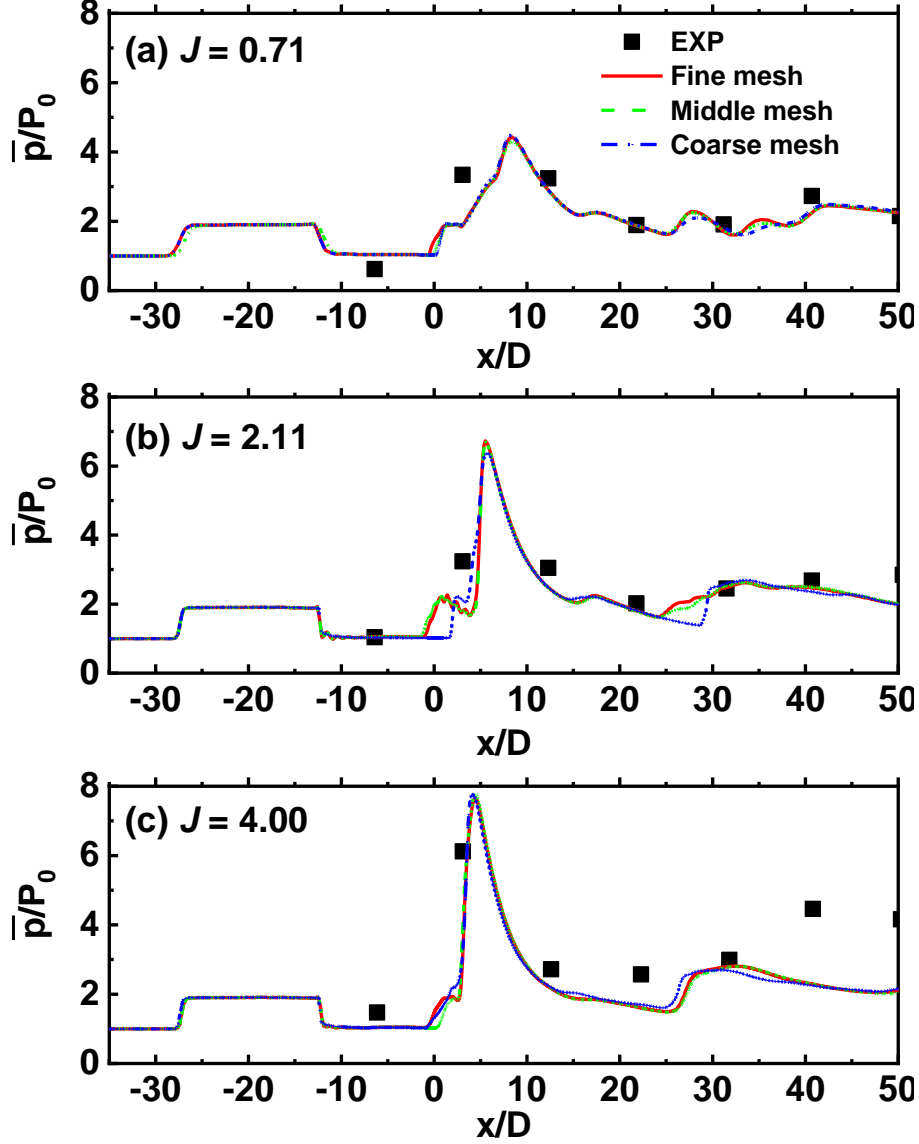 (a) J = 0.71
EXP
Fine mesh
Middle mesh
Coarse mesh
p̅/P₀
8
6
4
2
0
-30 -20 -10 0 10 20 30 40 50
x/D
(b) J = 2.11
p̅/P₀
8
6
4
2
0
-30 -20 -10 0 10 20 30 40 50
x/D
(c) J = 4.00
p̅/P₀
8
6
4
2
0
-30 -20 -10 0 10 20 30 40 50
x/D